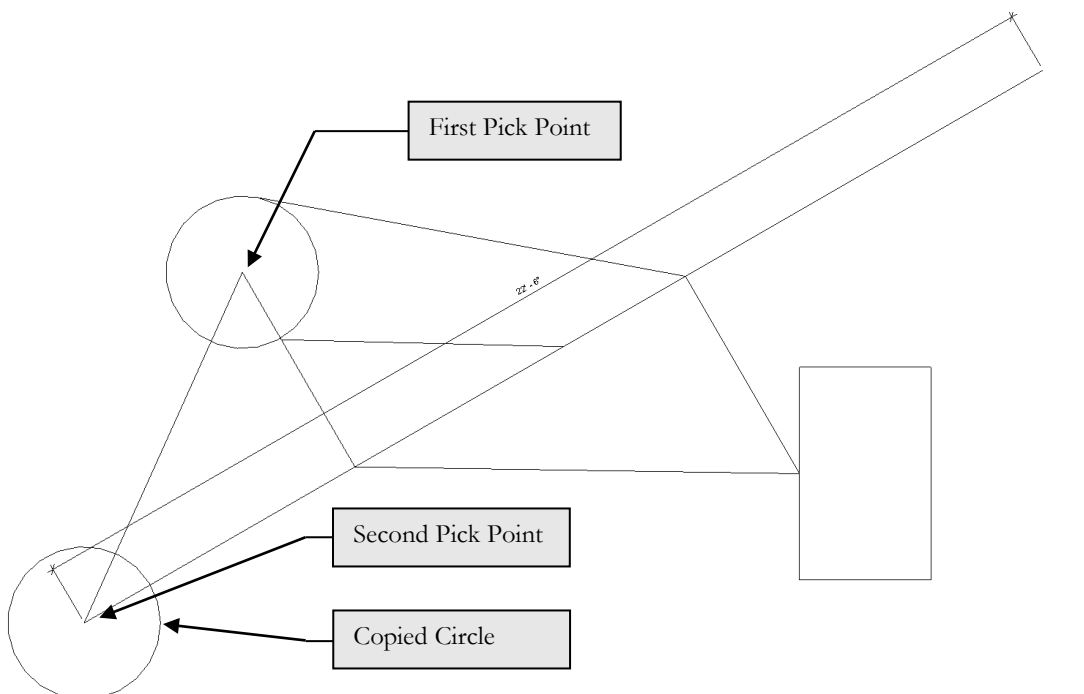 First Pick Point
22' - 6"
Second Pick Point
Copied Circle